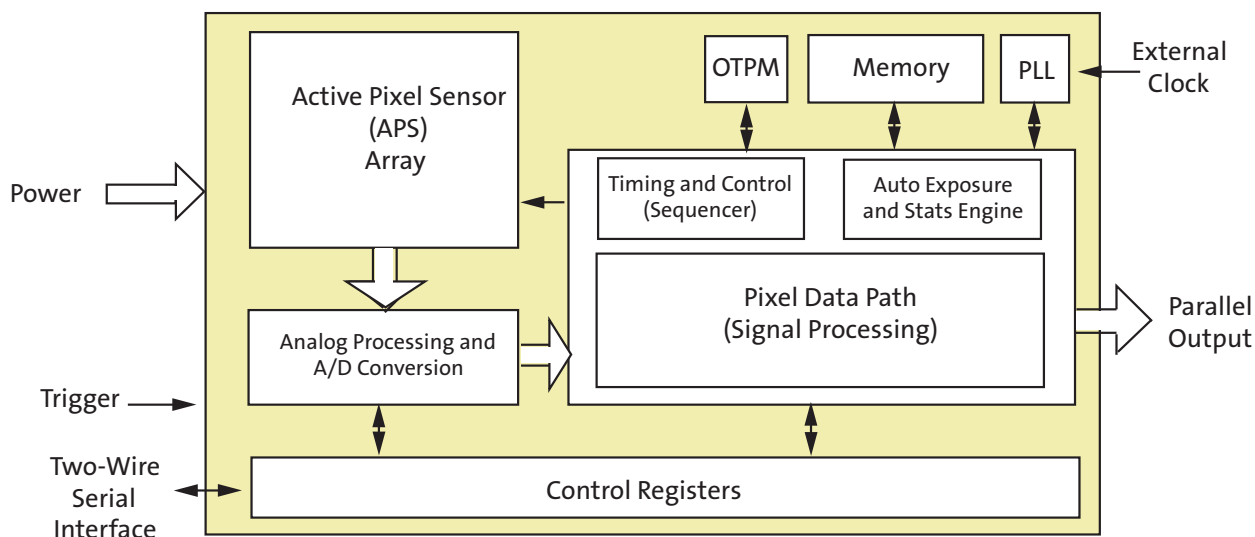 Active Pixel Sensor
(APS)
Array
OTPM
Memory
PLL
External
Clock
Power
Timing and Control
(Sequencer)
Auto Exposure
and Stats Engine
Pixel Data Path
(Signal Processing)
Parallel
Output
Analog Processing and
A/D Conversion
Trigger
Two-Wire
Serial
Interface
Control Registers